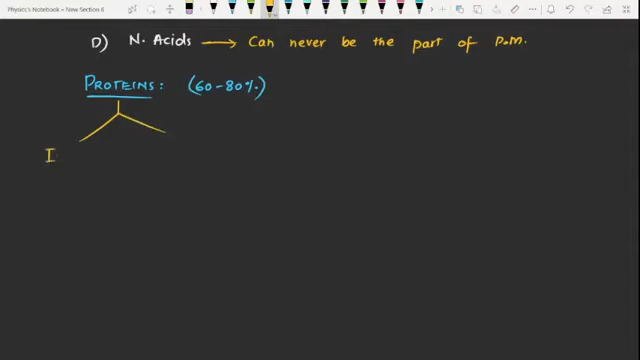 Physics's Notebook » New Section 6
D) N. Acids → Can never be the part of P.M.
PROTEINS: (60-80%)
I